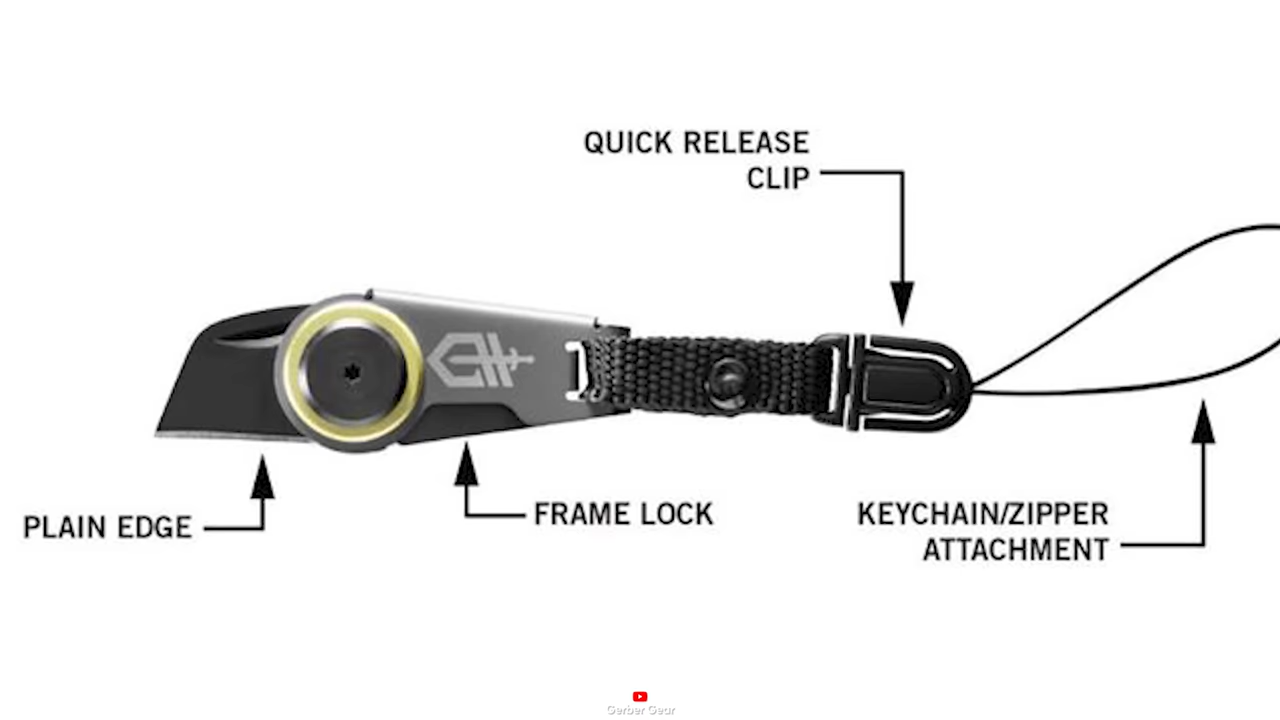 QUICK RELEASE
CLIP
PLAIN EDGE
FRAME LOCK
KEYCHAIN/ZIPPER
ATTACHMENT
Gerber Gear